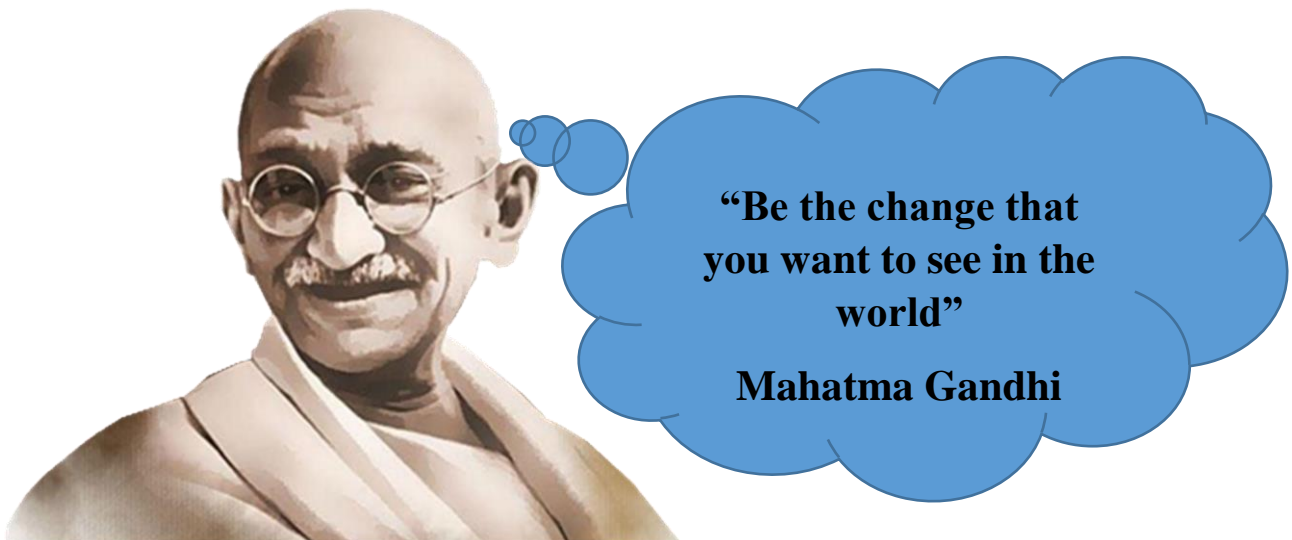 “Be the change that
you want to see in the
world”
Mahatma Gandhi